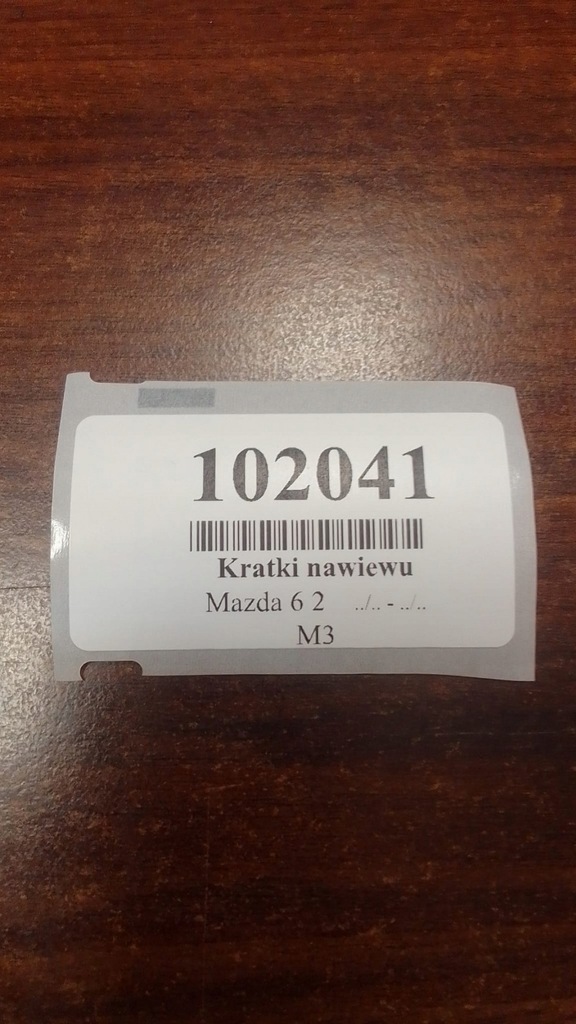 102041
Kratki nawiewu
Mazda 6 2 ../.. - ../..
M3